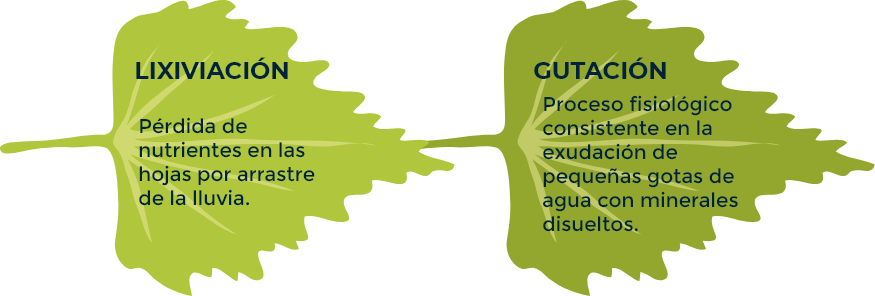 LIXIVIACIÓN
Pérdida de
nutrientes en las
hojas por arrastre
de la lluvia.
GUTACIÓN
Proceso fisiológico
consistente en la
exudación de
pequeñas gotas de
agua con minerales
disueltos.